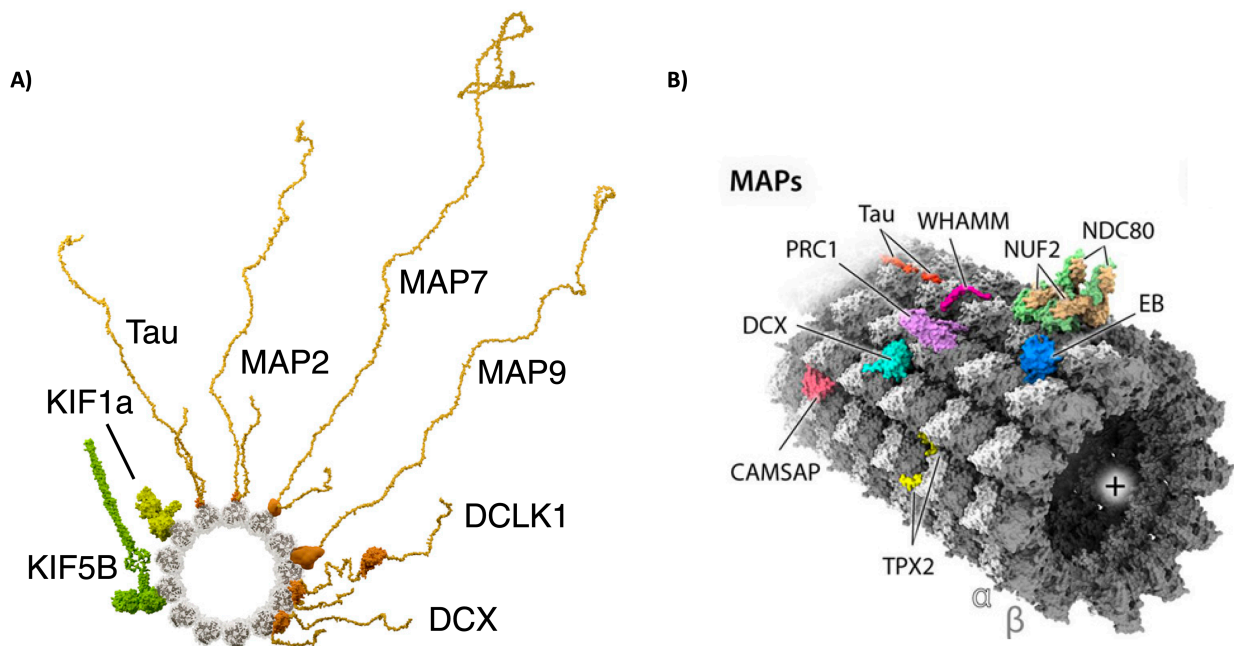 A)
Tau
MAP2
MAP7
MAP9
KIF1a
KIF5B
DCLK1
DCX
B)
MAPs
Tau
WHAMM
PRC1
NUF2
NDC80
DCX
EB
CAMSAP
TPX2
+
α
β